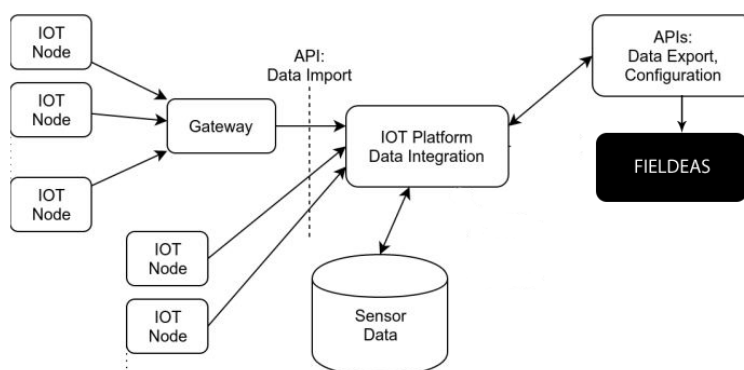 IOT
Node
IOT
Node
IOT
Node
Gateway
API:
Data Import
IOT Platform
Data Integration
APIs:
Data Export,
Configuration
FIELDEAS
IOT
Node
IOT
Node
Sensor
Data